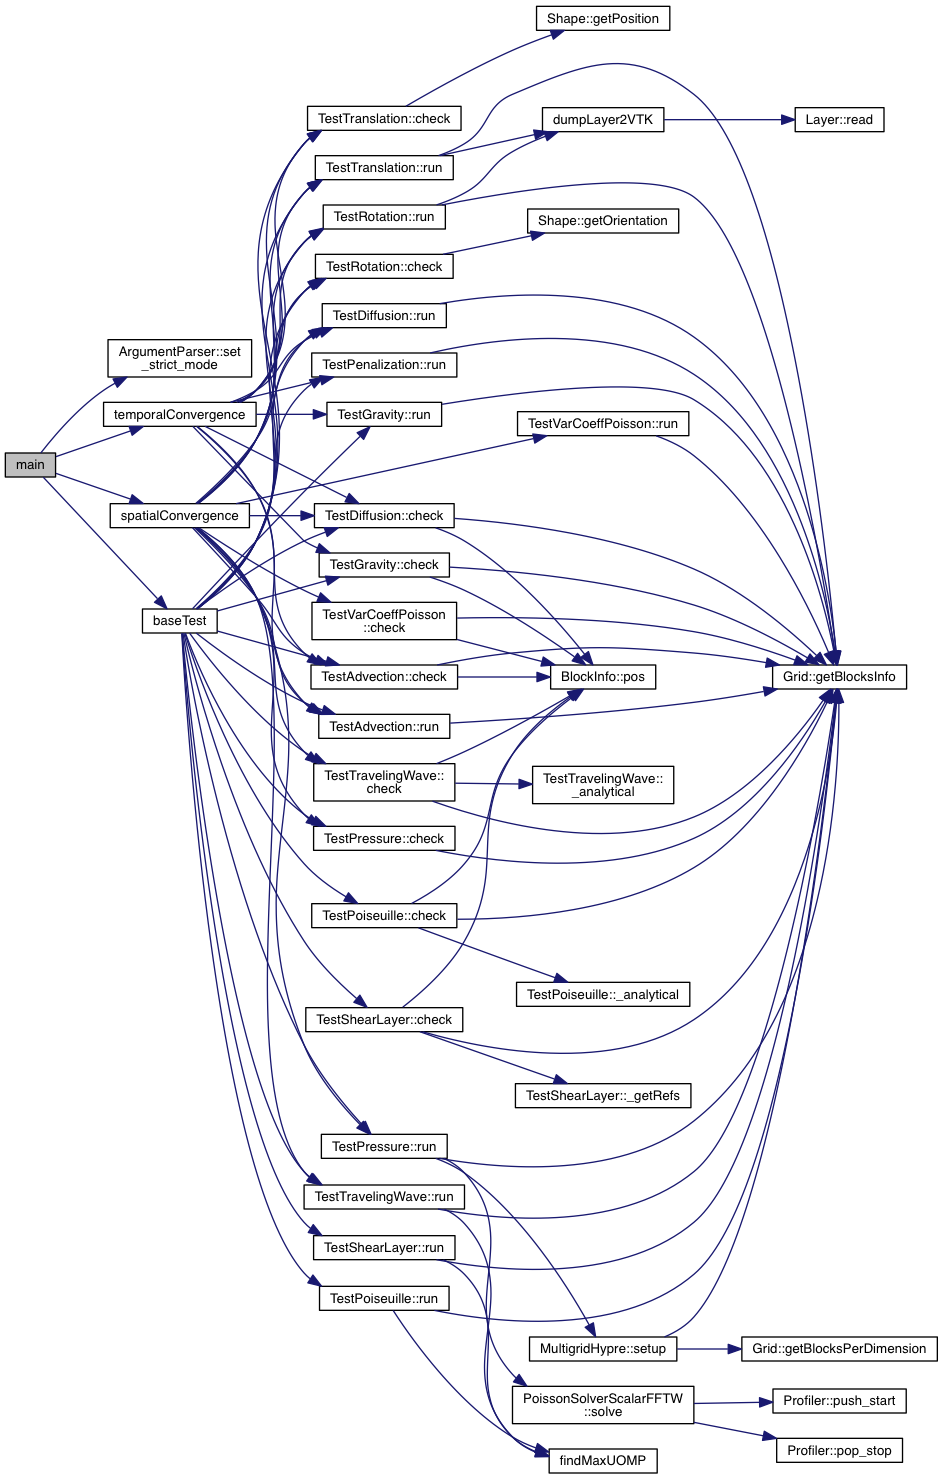 Shape::getPosition
TestTranslation::check
dumpLayer2VTK
Layer::read
TestTranslation::run
TestRotation::run
Shape::getOrientation
TestRotation::check
TestDiffusion::run
ArgumentParser::set
_strict_mode
TestPenalization::run
temporalConvergence
TestGravity::run
TestVarCoeffPoisson::run
main
spatialConvergence
TestDiffusion::check
TestGravity::check
baseTest
TestVarCoeffPoisson
::check
TestAdvection::check
BlockInfo::pos
Grid::getBlocksInfo
TestAdvection::run
TestTravelingWave::
check
TestTravelingWave::
_analytical
TestPressure::check
TestPoiseuille::check
TestPoiseuille::_analytical
TestShearLayer::check
TestShearLayer::_getRefs
TestPressure::run
TestTravelingWave::run
TestShearLayer::run
TestPoiseuille::run
MultigridHypre::setup
Grid::getBlocksPerDimension
PoissonSolverScalarFFTW
::solve
Profiler::push_start
Profiler::pop_stop
findMaxUOMP